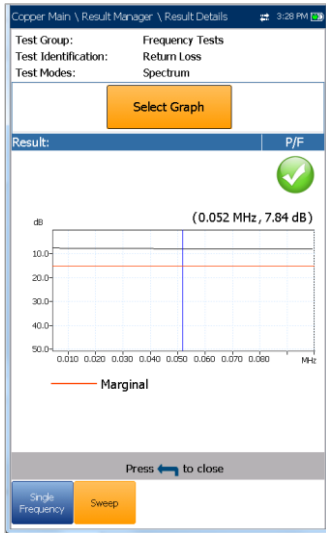 Copper Main \ Result Manager \ Result Details 3:28 PM
Test Group: Frequency Tests
Test Identification: Return Loss
Test Modes: Spectrum
Select Graph
Result: P/F
dB (0.052 MHz, 7.84 dB)
10.0
20.0
30.0
40.0
50.0
0.010 0.020 0.030 0.040 0.050 0.060 0.070 0.080 MHz
Marginal
Press to close
Single
Frequency
Sweep